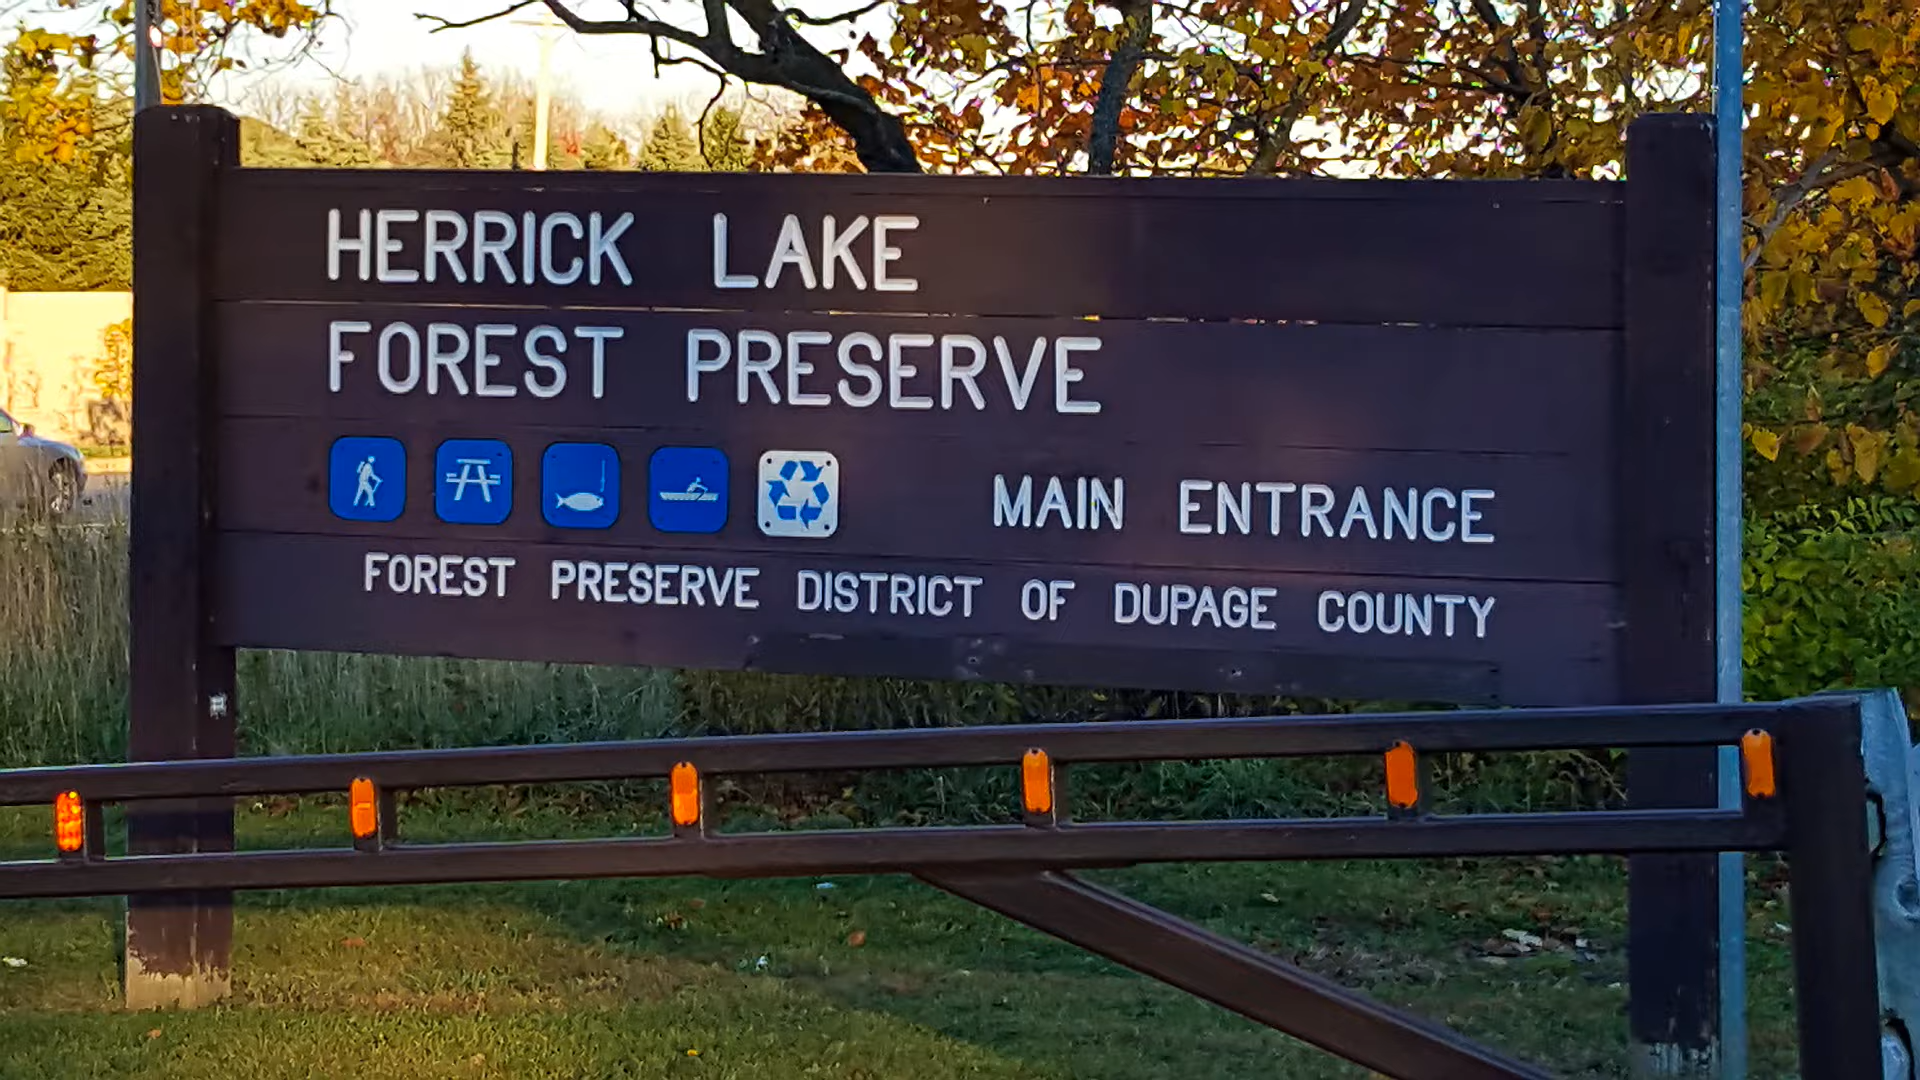 HERRICK LAKE
FOREST PRESERVE
MAIN ENTRANCE
FOREST PRESERVE DISTRICT OF DUPAGE COUNTY